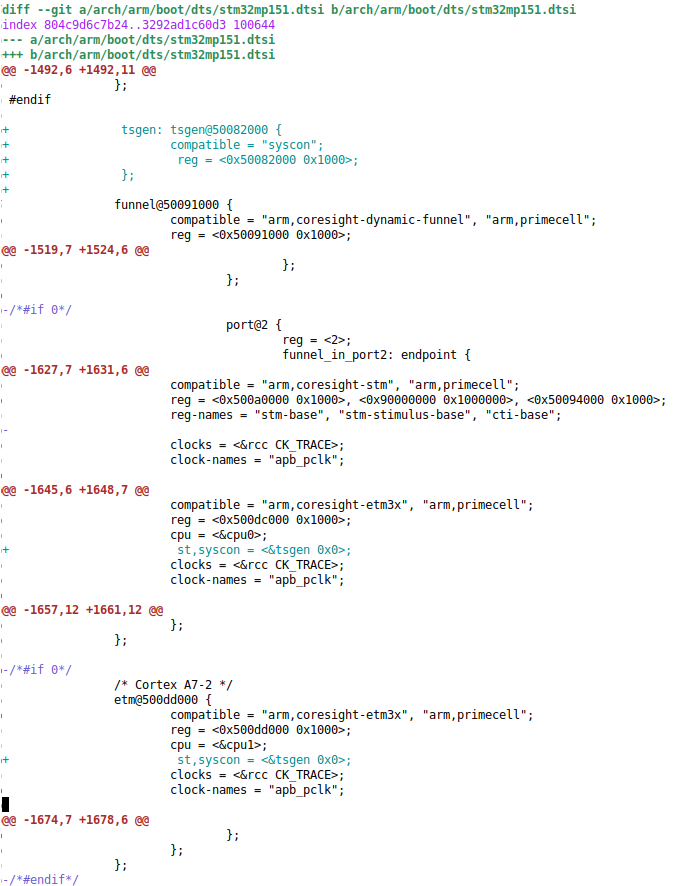 diff --git a/arch/arm/boot/dts/stm32mp151.dtsi b/arch/arm/boot/dts/stm32mp151.dtsi
index 804c9d6c7b24..3292ad1c60d3 100644
--- a/arch/arm/boot/dts/stm32mp151.dtsi
+++ b/arch/arm/boot/dts/stm32mp151.dtsi
@@ -1492,6 +1492,11 @@
                };
 #endif

+                tsgen: tsgen@50082000 {
+                       compatible = "syscon";
+                        reg = <0x50082000 0x1000>;
+                };
+
                funnel@50091000 {
                        compatible = "arm,coresight-dynamic-funnel", "arm,primecell";
                        reg = <0x50091000 0x1000>;
@@ -1519,7 +1524,6 @@
                                        };
                                };

-/*#if 0*/
                                port@2 {
                                        reg = <2>;
                                        funnel_in_port2: endpoint {
@@ -1627,7 +1631,6 @@
                        compatible = "arm,coresight-stm", "arm,primecell";
                        reg = <0x500a0000 0x1000>, <0x90000000 0x1000000>, <0x50094000 0x1000>;
                        reg-names = "stm-base", "stm-stimulus-base", "cti-base";
-
                        clocks = <&rcc CK_TRACE>;
                        clock-names = "apb_pclk";

@@ -1645,6 +1648,7 @@
                        compatible = "arm,coresight-etm3x", "arm,primecell";
                        reg = <0x500dc000 0x1000>;
                        cpu = <&cpu0>;
+                        st,syscon = <&tsgen 0x0>;
                        clocks = <&rcc CK_TRACE>;
                        clock-names = "apb_pclk";

@@ -1657,12 +1661,12 @@
                        };
                };

-/*#if 0*/
                /* Cortex A7-2 */
                etm@500dd000 {
                        compatible = "arm,coresight-etm3x", "arm,primecell";
                        reg = <0x500dd000 0x1000>;
                        cpu = <&cpu1>;
+                        st,syscon = <&tsgen 0x0>;
                        clocks = <&rcc CK_TRACE>;
                        clock-names = "apb_pclk";

@@ -1674,7 +1678,6 @@
                                };
                        };
                };
-/*#endif*/